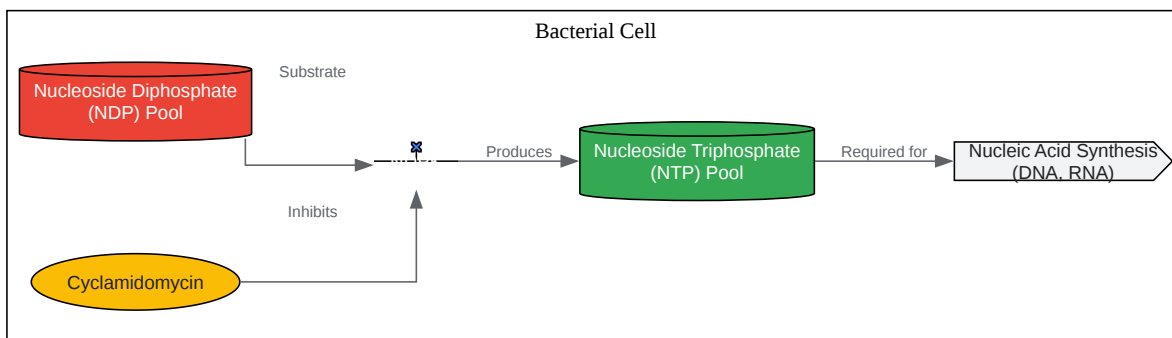 Bacterial Cell
Substrate
Nucleoside Diphosphate
(NDP) Pool
Produces
Nucleoside Triphosphate
(NTP) Pool
Required for
Nucleic Acid Synthesis
(DNA, RNA)
Inhibits
Cyclamidomycin